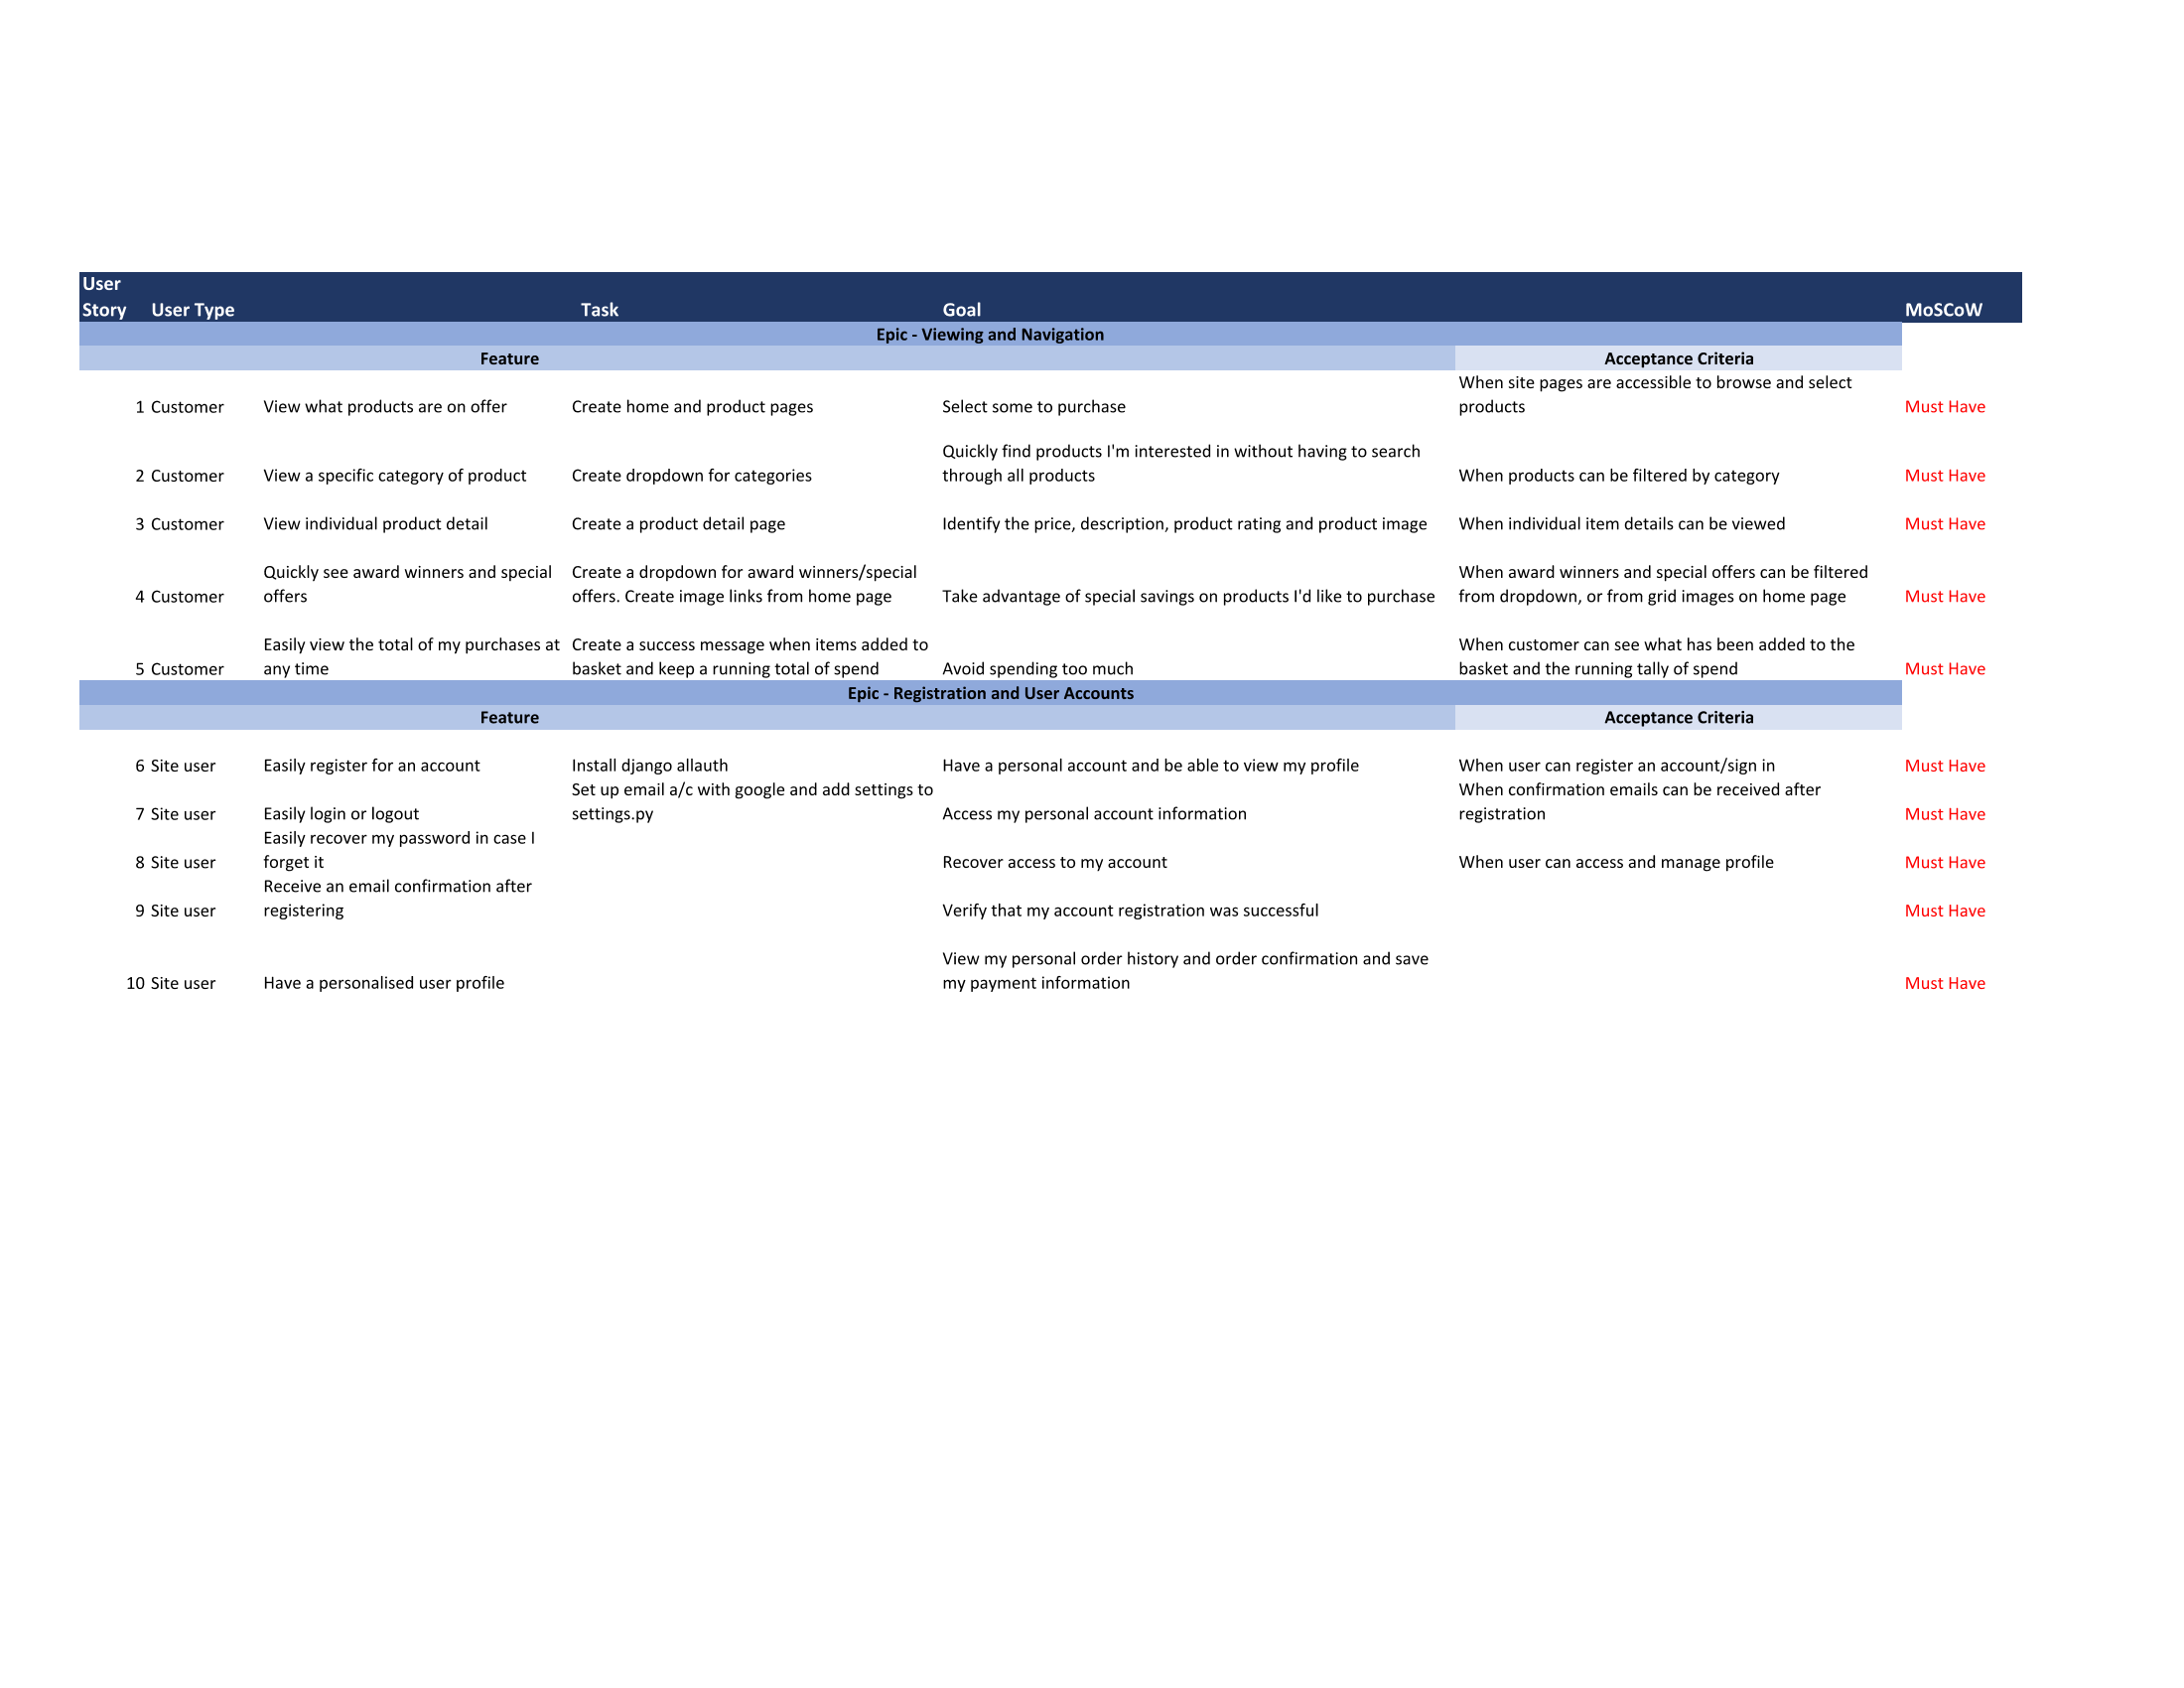 User
Story User Type Task Goal MoSCoW
Epic - Viewing and Navigation
Feature Acceptance Criteria
When site pages are accessible to browse and select
1 Customer View what products are on offer Create home and product pages Select some to purchase products Must Have
Quickly find products I'm interested in without having to search
2 Customer View a specific category of product Create dropdown for categories through all products When products can be filtered by category Must Have
3 Customer View individual product detail Create a product detail page Identify the price, description, product rating and product image When individual item details can be viewed Must Have
Quickly see award winners and special Create a dropdown for award winners/special When award winners and special offers can be filtered
4 Customer offers offers. Create image links from home page Take advantage of special savings on products I'd like to purchase from dropdown, or from grid images on home page Must Have
Easily view the total of my purchases at Create a success message when items added to When customer can see what has been added to the
5 Customer any time basket and keep a running total of spend Avoid spending too much basket and the running tally of spend Must Have
Epic - Registration and User Accounts
Feature Acceptance Criteria
6 Site user Easily register for an account Install django allauth Have a personal account and be able to view my profile When user can register an account/sign in Must Have
Set up email a/c with google and add settings to When confirmation emails can be received after
7 Site user Easily login or logout settings.py Access my personal account information registration Must Have
Easily recover my password in case I
8 Site user forget it Recover access to my account When user can access and manage profile Must Have
Receive an email confirmation after
9 Site user registering Verify that my account registration was successful Must Have
View my personal order history and order confirmation and save
10 Site user Have a personalised user profile my payment information Must Have